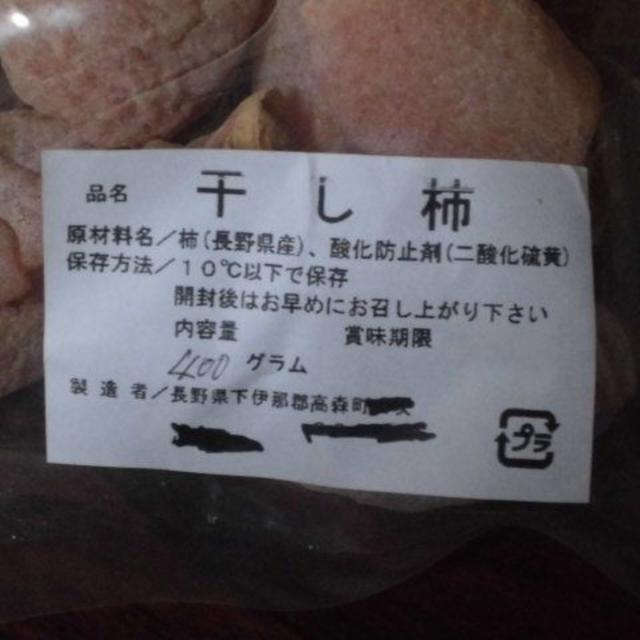 品名 干し柿
原材料名／柿(長野県産)、酸化防止剤(二酸化硫黄)
保存方法／10℃以下で保存
開封後はお早めにお召し上がり下さい
内容量 賞味期限
400 グラム
製造者／長野県下伊那郡高森町
プラ